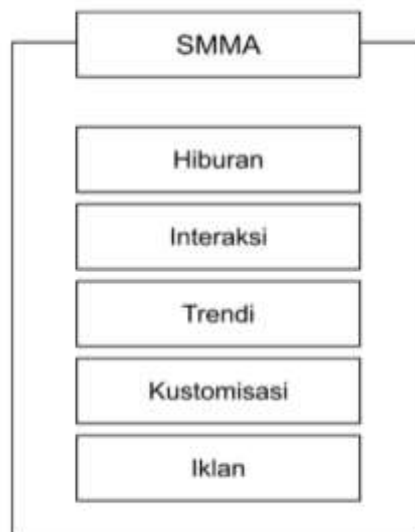 SMMA
Hiburan
Interaksi
Trendi
Kustomisasi
Iklan